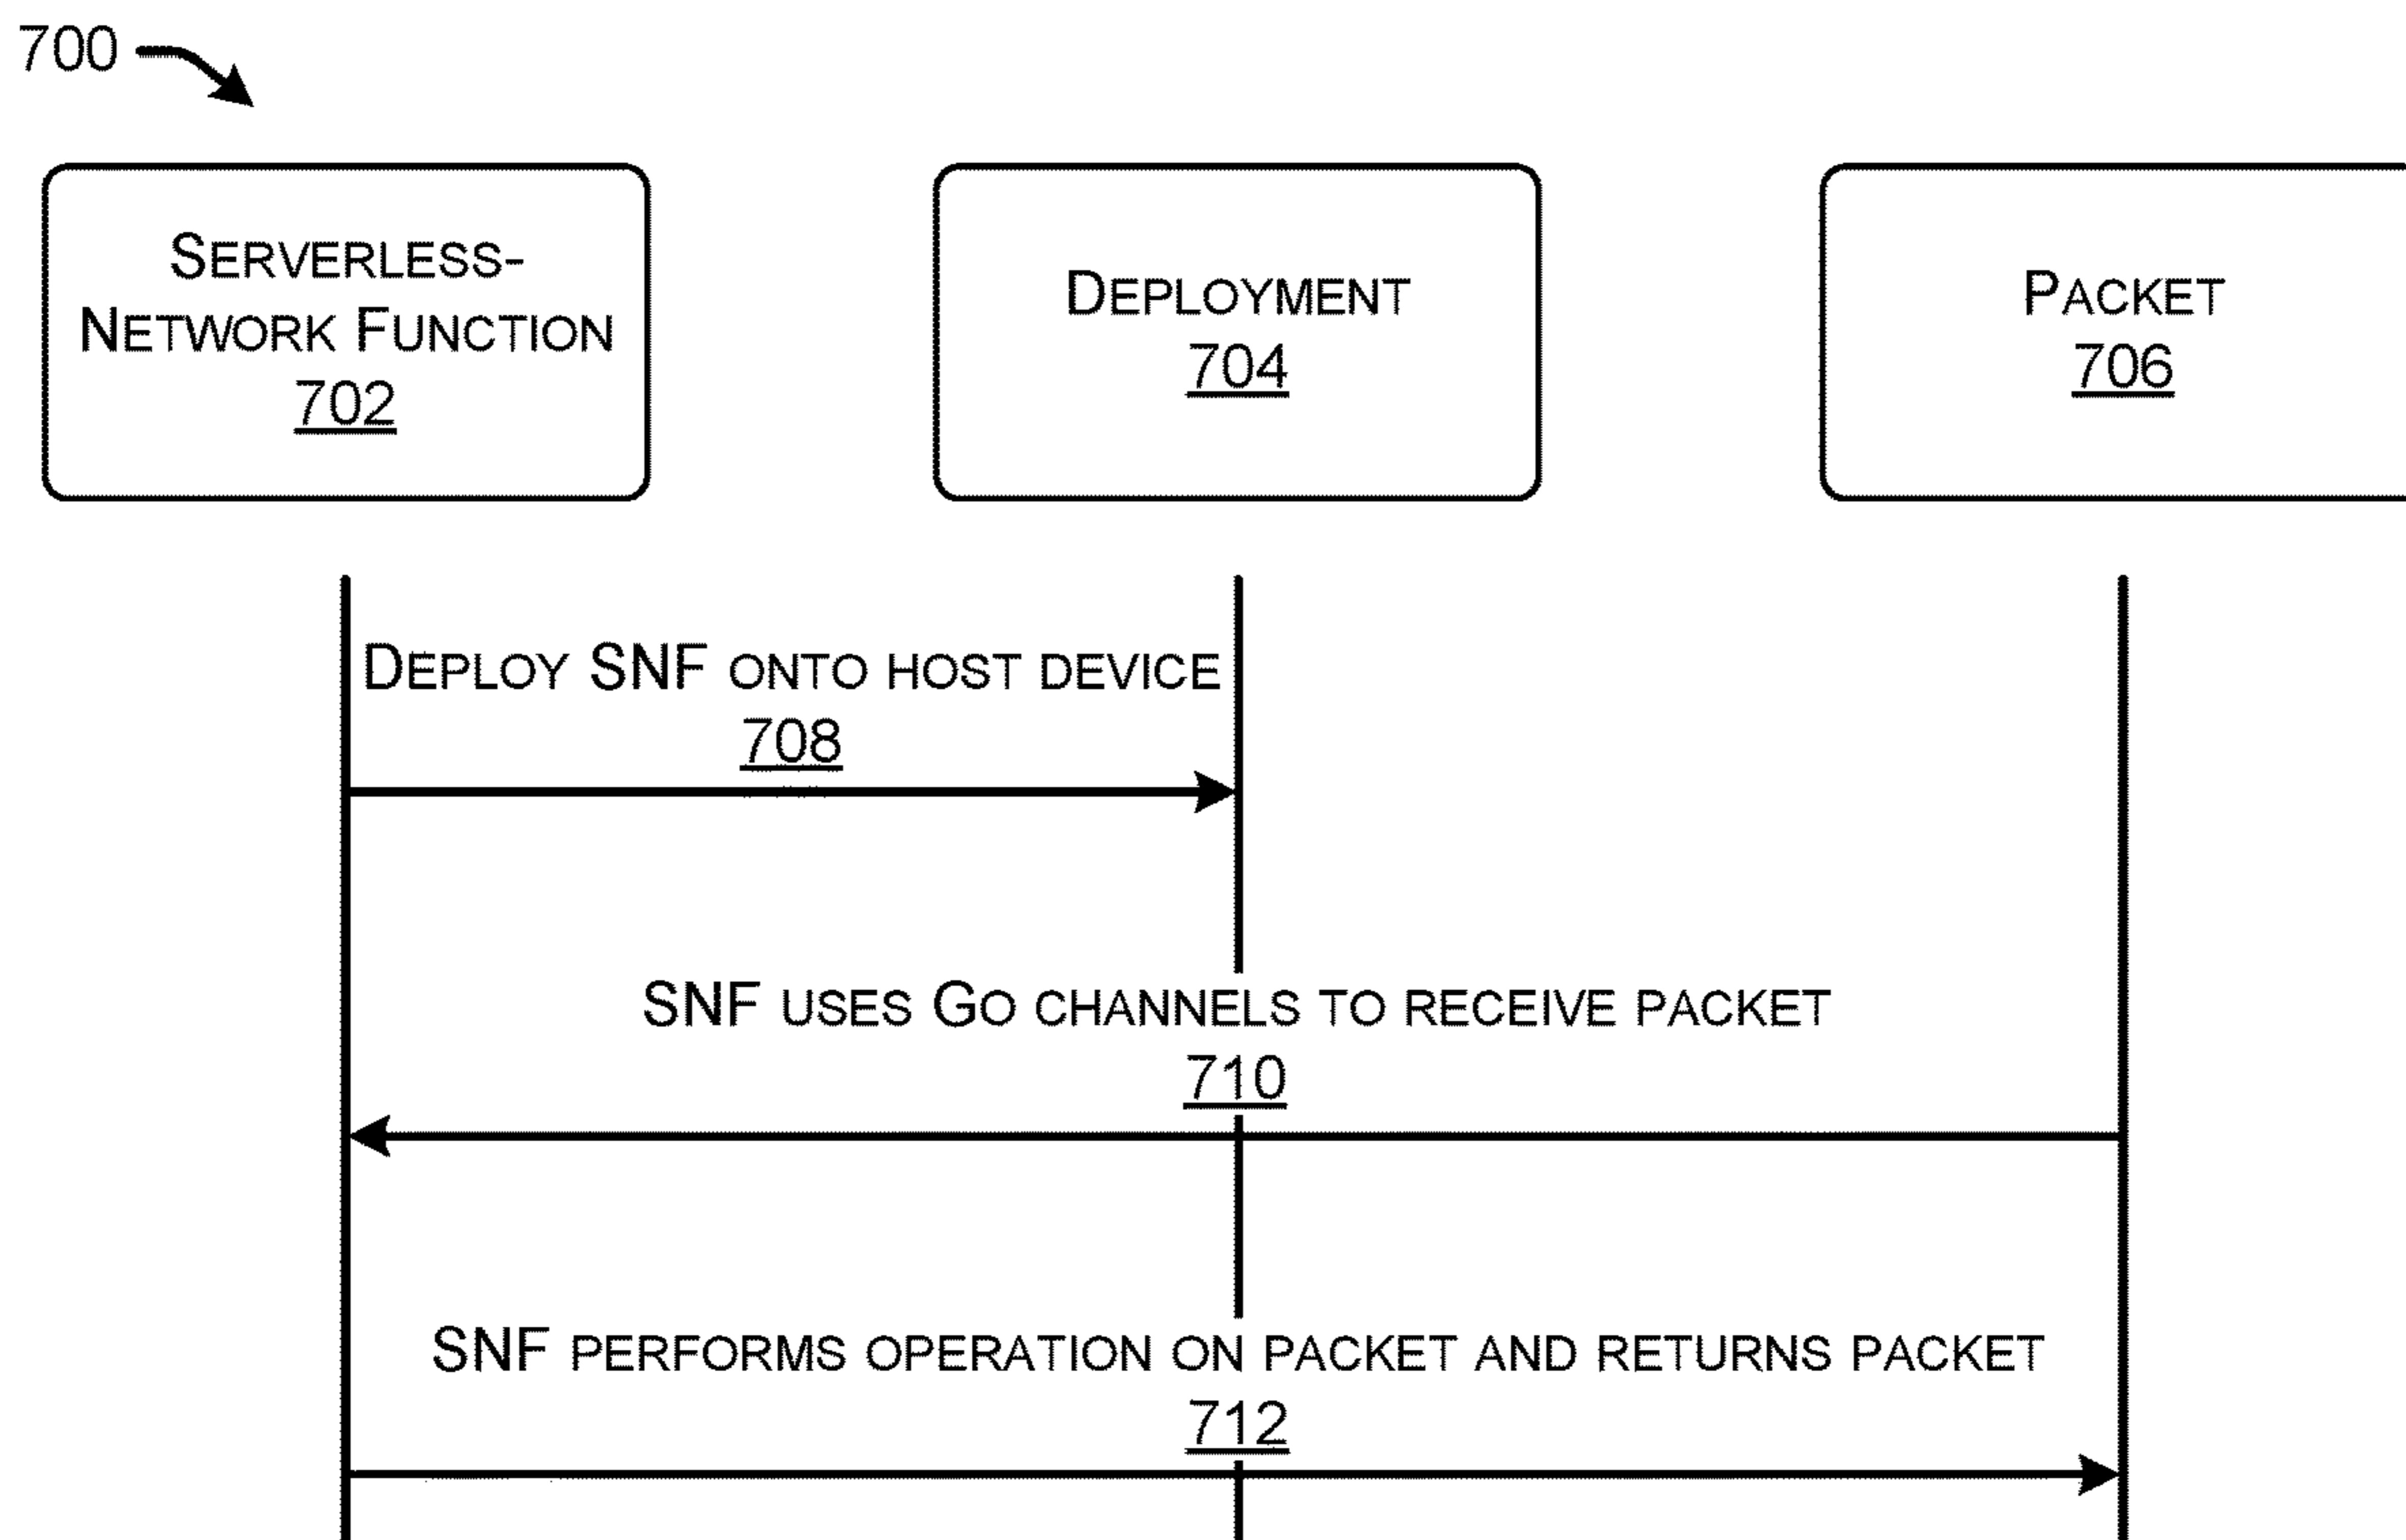 700
SERVERLESS-
NETWORK FUNCTION
702
DEPLOYMENT
704
PACKET
706
DEPLOY SNF ONTO HOST DEVICE
708
SNF USES GO CHANNELS TO RECEIVE PACKET
710
SNF PERFORMS OPERATION ON PACKET AND RETURNS PACKET
712